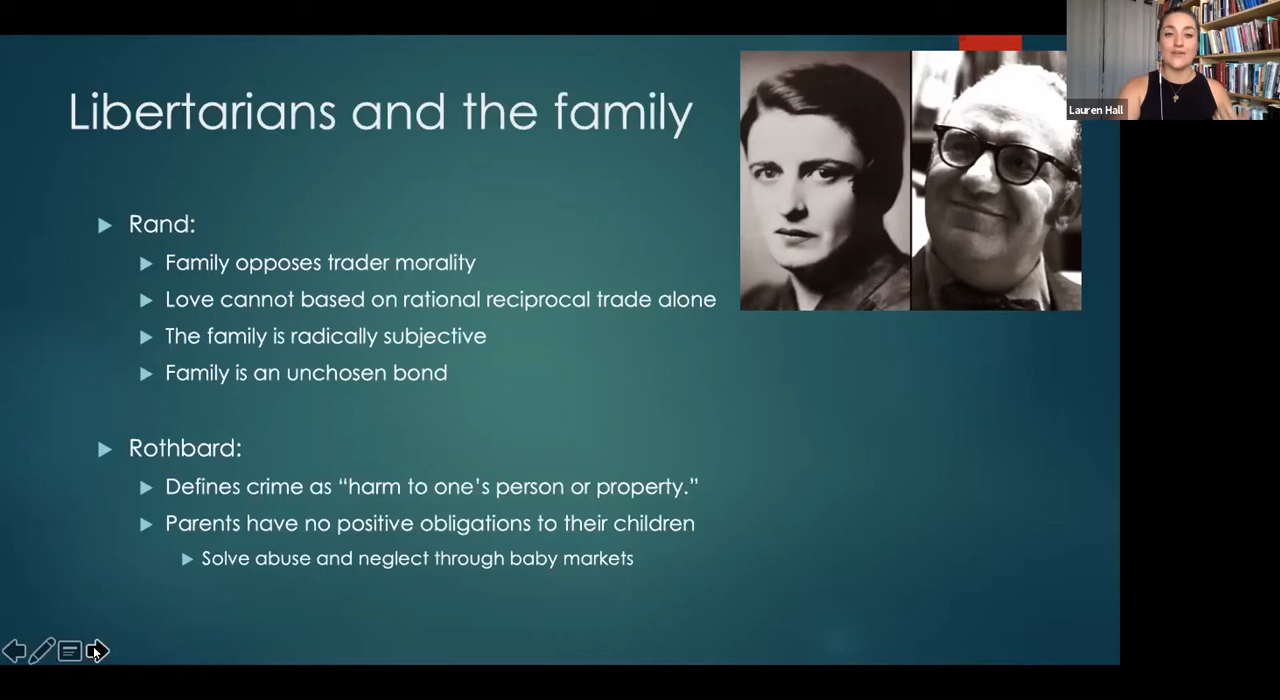 Libertarians and the family
Lauren Hall
Rand:
Family opposes trader morality
Love cannot based on rational reciprocal trade alone
The family is radically subjective
Family is an unchosen bond
Rothbard:
Defines crime as “harm to one’s person or property.”
Parents have no positive obligations to their children
Solve abuse and neglect through baby markets